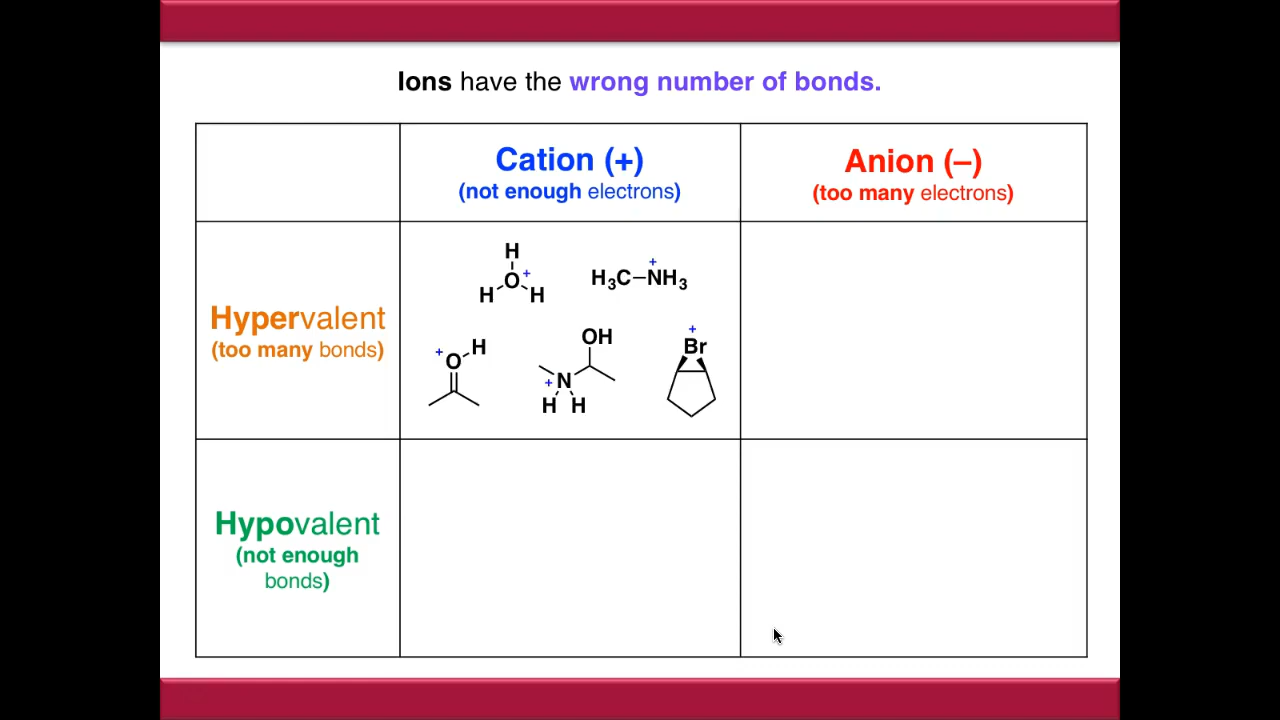 Ions have the wrong number of bonds.
Cation (+)
(not enough electrons)
Anion (–)
(too many electrons)
Hypervalent
(too many bonds)
H
O +
H H
+
H₃C–NH₃
+ O H
OH
+ N
H H
+
Br
Hypovalent
(not enough
bonds)